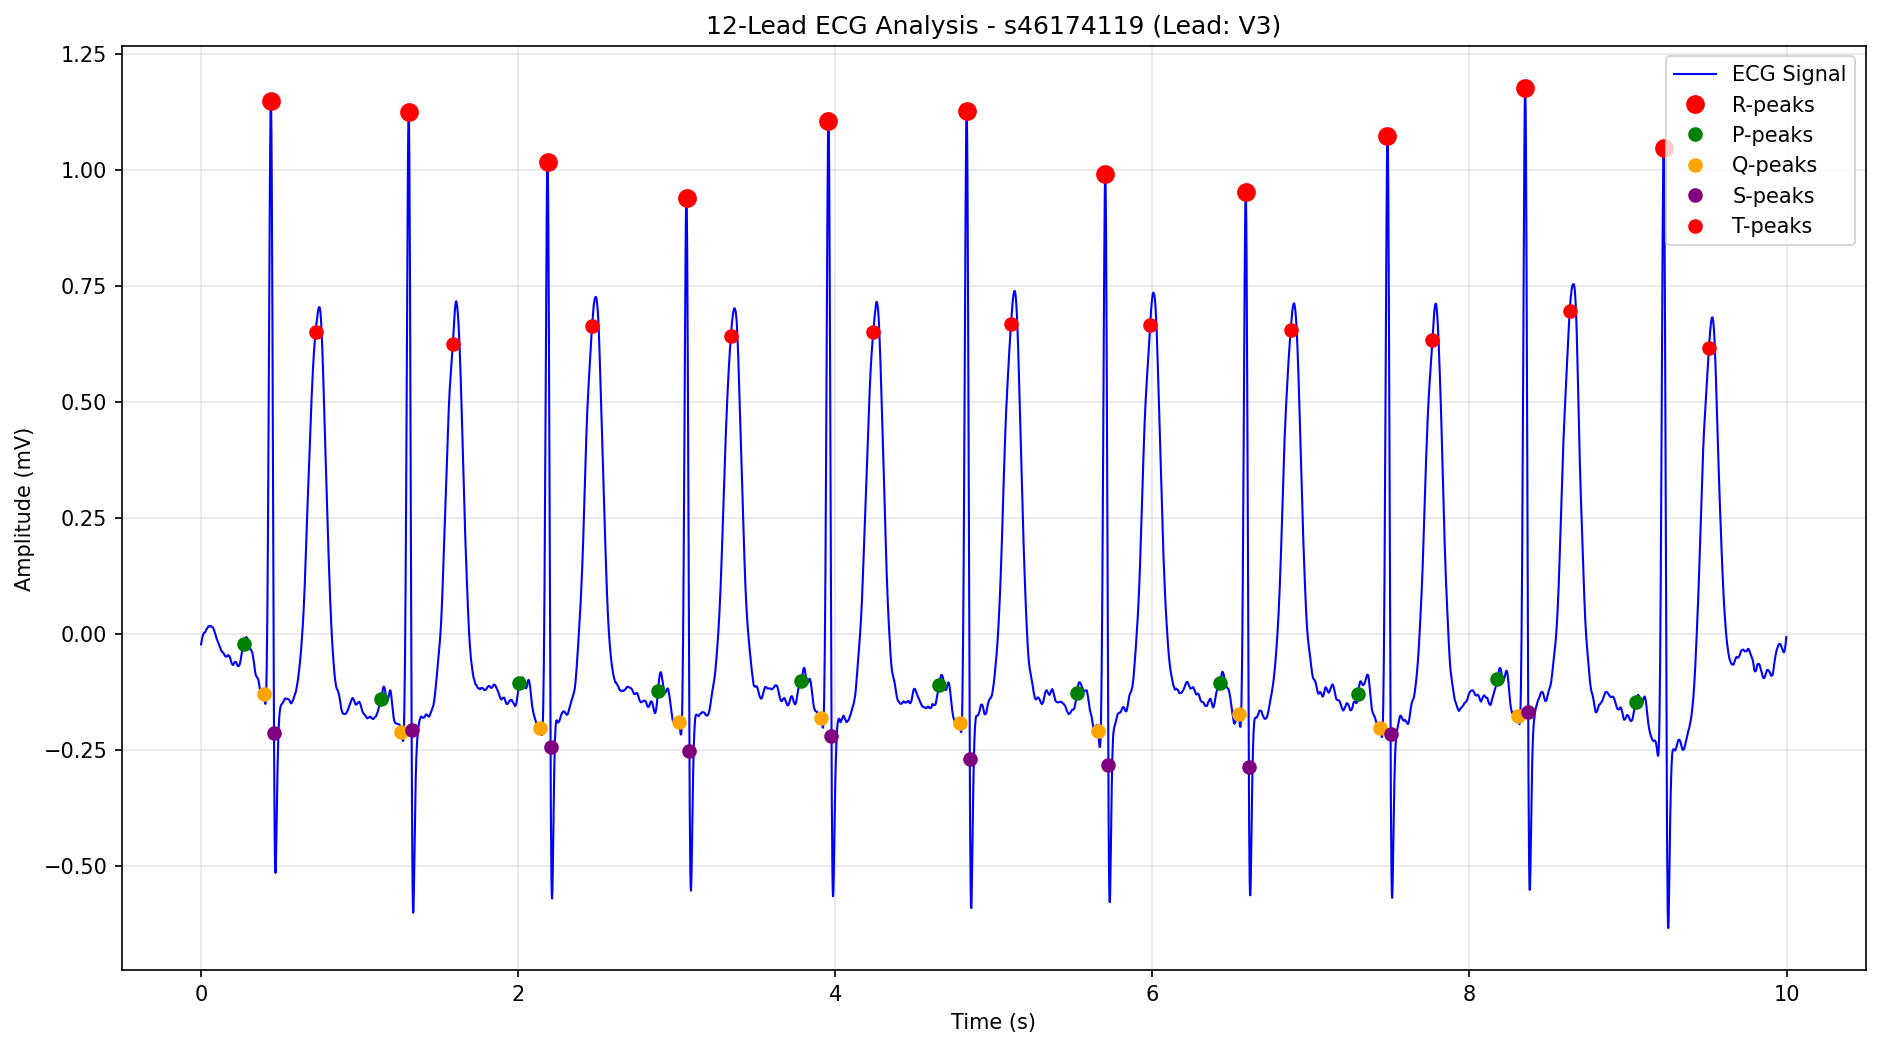 12-Lead ECG Analysis - s46174119 (Lead: V3)
ECG Signal
R-peaks
P-peaks
Q-peaks
S-peaks
T-peaks
1.25
1.00
0.75
0.50
0.25
0.00
−0.25
−0.50
Amplitude (mV)
0 2 4 6 8 10
Time (s)